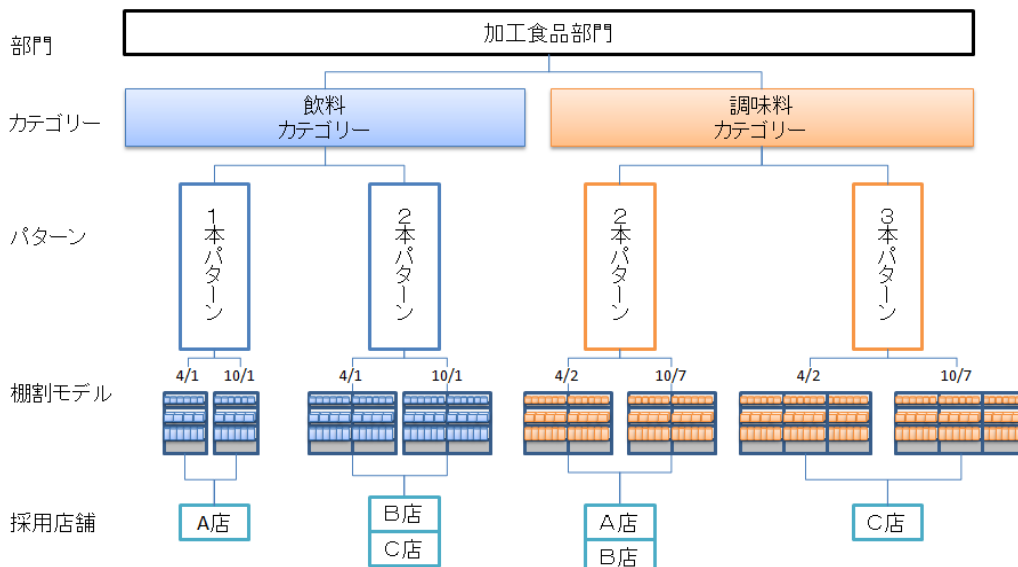 部門
加工食品部門
カテゴリー
飲料
カテゴリー
調味料
カテゴリー
パターン
１本パターン
２本パターン
２本パターン
３本パターン
棚割モデル
4/1
10/1
4/1
10/1
4/2
10/7
4/2
10/7
採用店舗
A店
B店
C店
A店
B店
C店